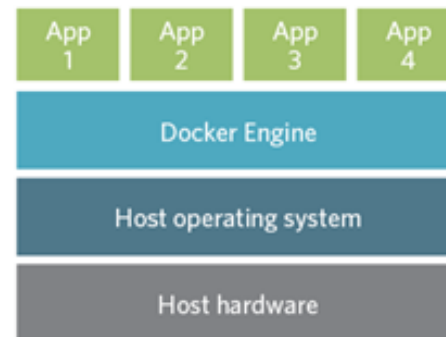 App
1
App
2
App
3
App
4
Docker Engine
Host operating system
Host hardware